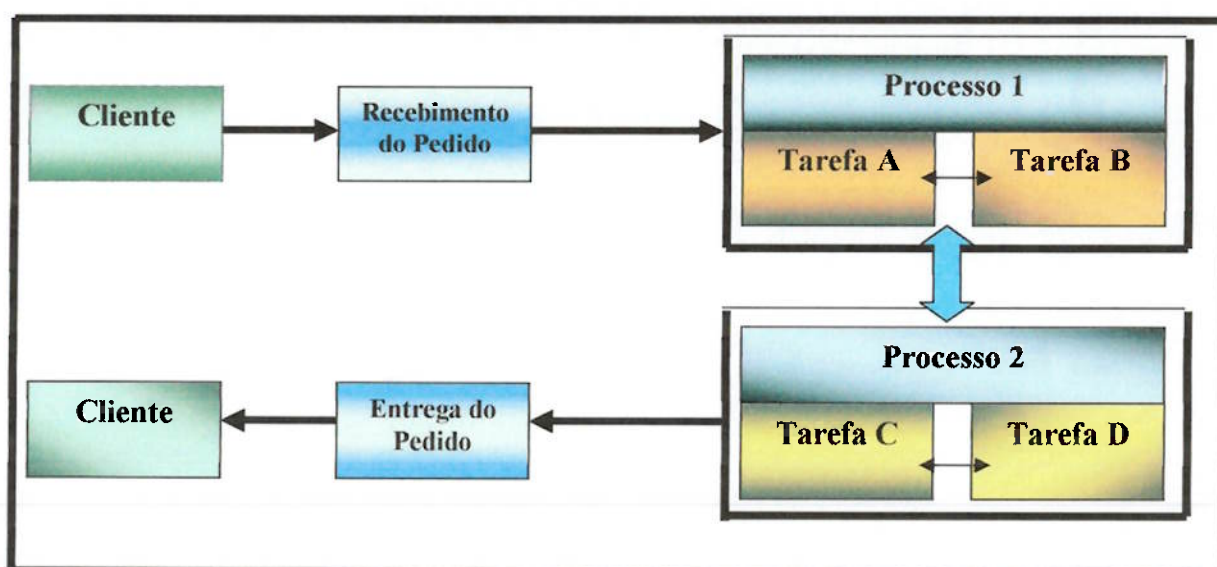 Cliente
Recebimento
do Pedido
Processo 1
Tarefa A
Tarefa B
Processo 2
Tarefa C
Tarefa D
Entrega do
Pedido
Cliente